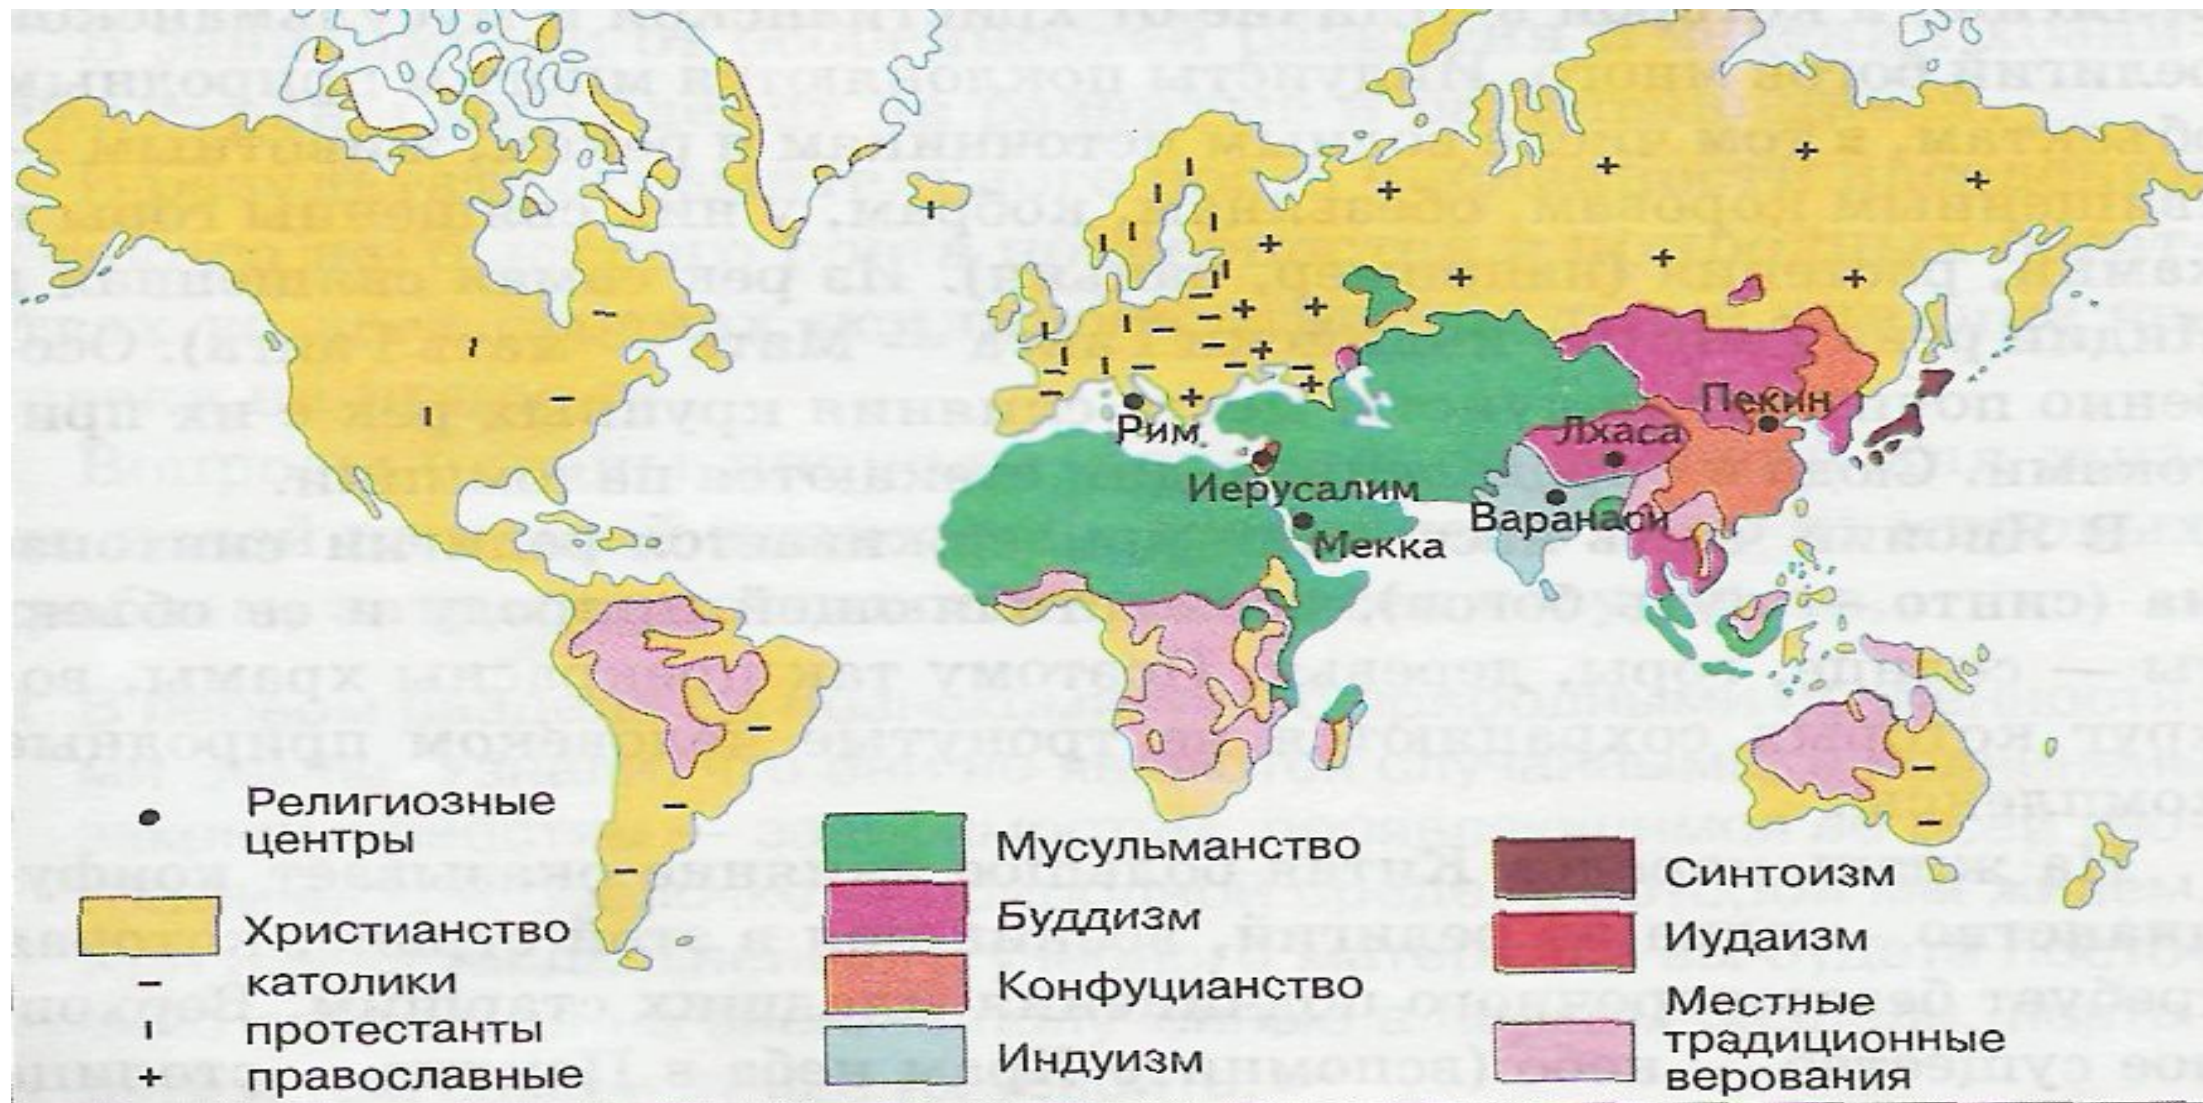 Пекин
Лхаса
Рим
Иерусалим
Варанаси
Мекка
Религиозные
центры
Христианство
католики
протестанты
православные
Мусульманство
Буддизм
Конфуцианство
Индуизм
Синтоизм
Иудаизм
Местные
традиционные
верования